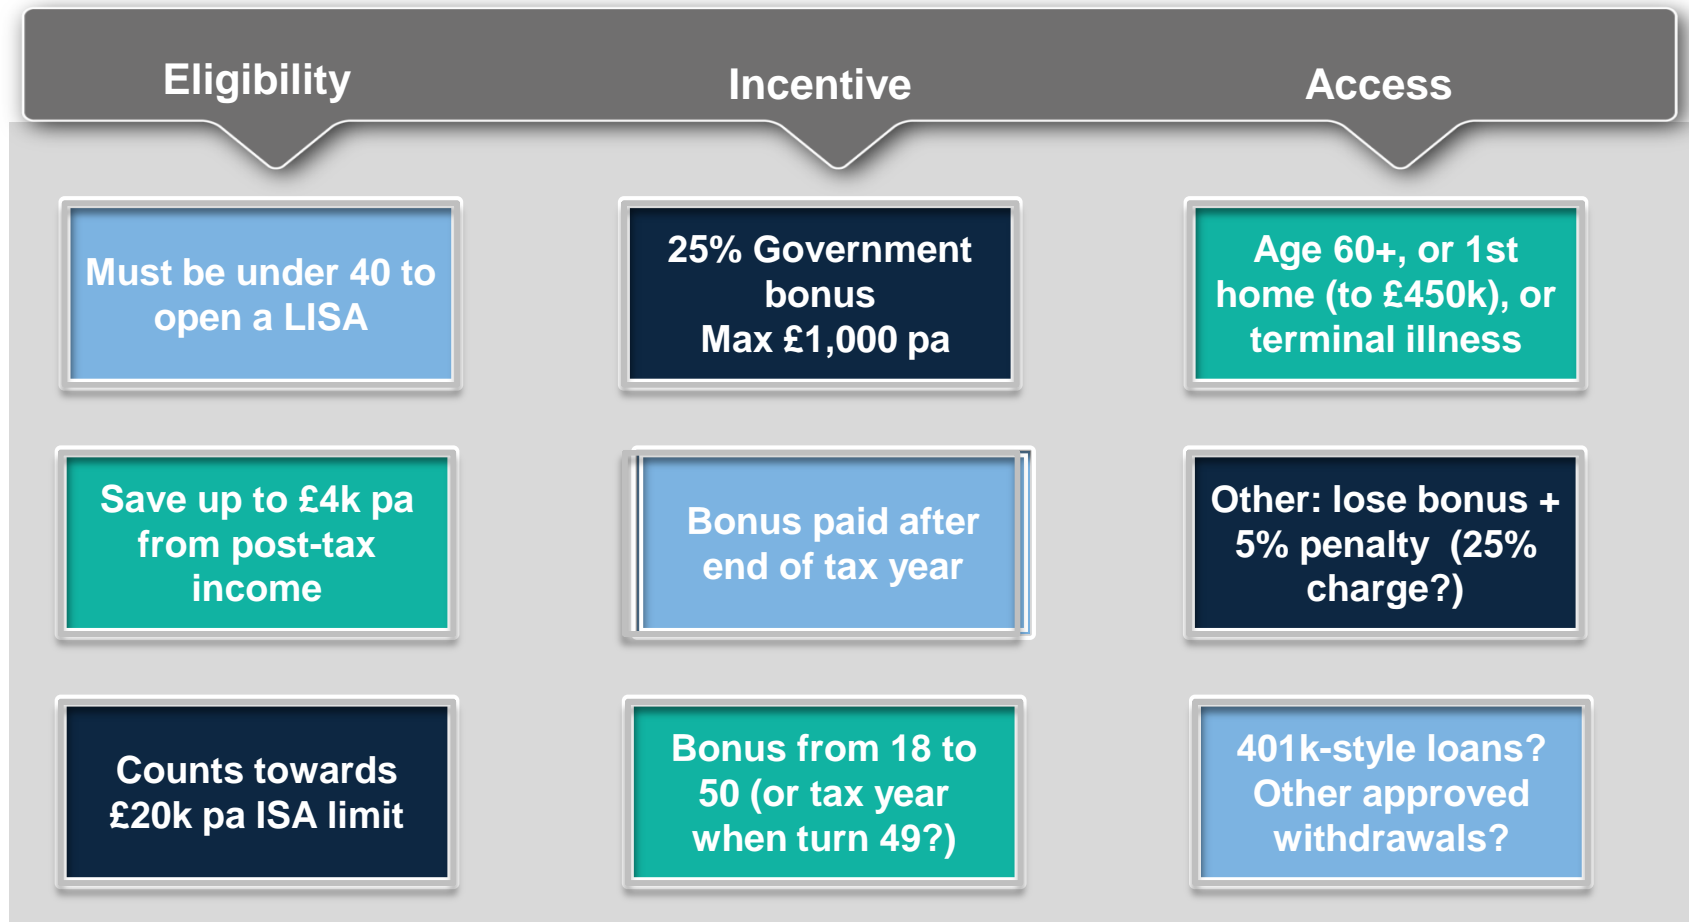 Eligibility
Incentive
Access
Must be under 40 to
open a LISA
25% Government
bonus
Max £1,000 pa
Age 60+, or 1st
home (to £450k), or
terminal illness
Save up to £4k pa
from post-tax
income
Bonus paid after
end of tax year
Other: lose bonus +
5% penalty  (25%
charge?)
Counts towards
£20k pa ISA limit
Bonus from 18 to
50 (or tax year
when turn 49?)
401k-style loans?
Other approved
withdrawals?